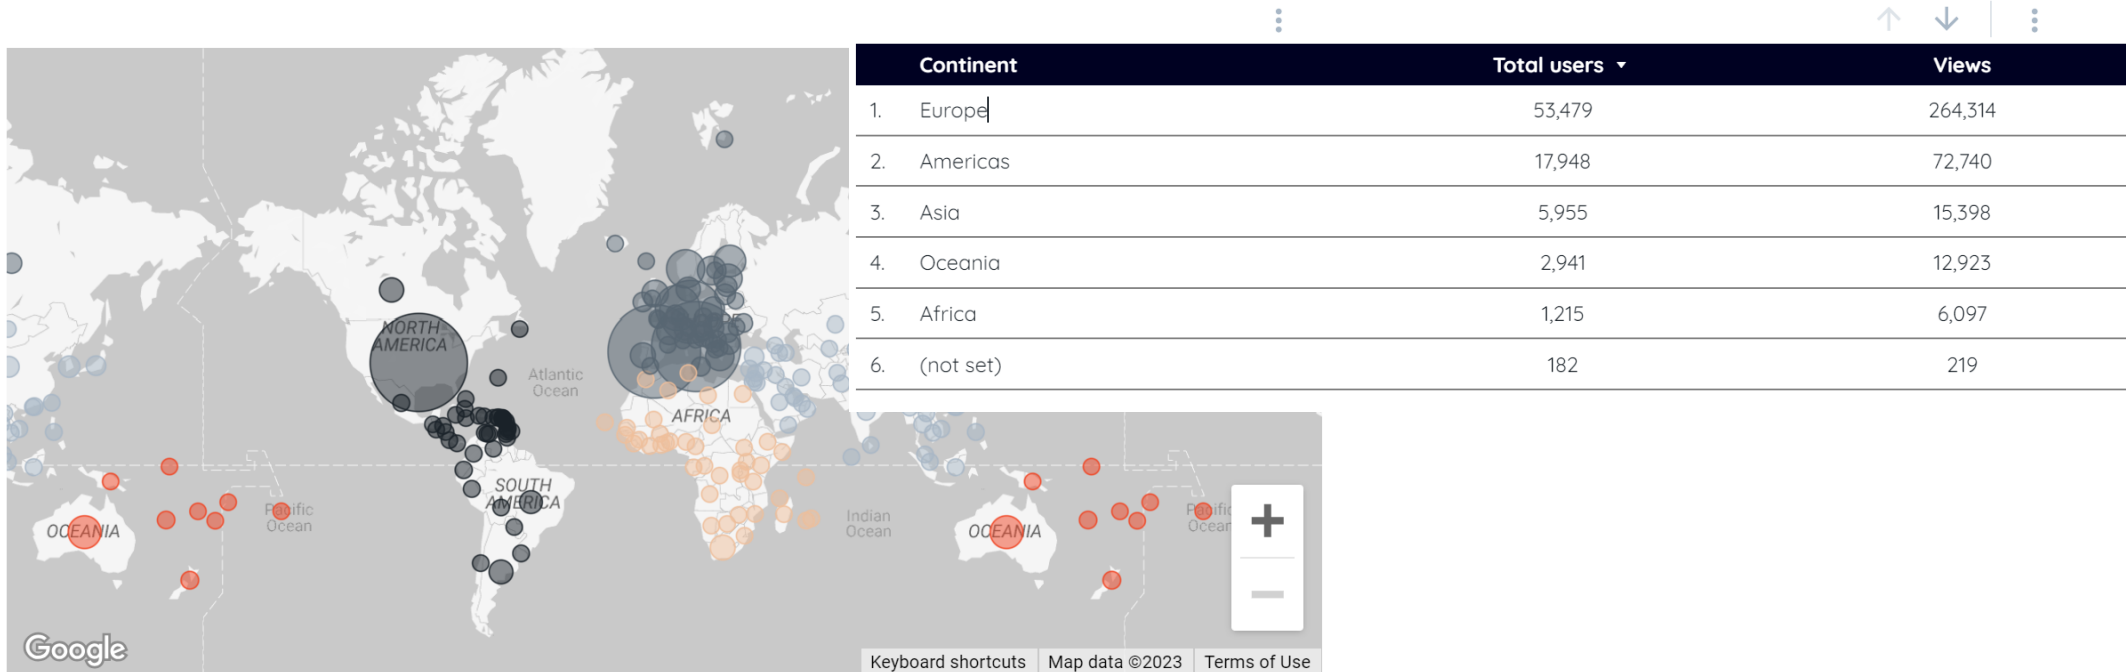 Continent Total users Views
1. Europe 53,479 264,314
2. Americas 17,948 72,740
3. Asia 5,955 15,398
4. Oceania 2,941 12,923
5. Africa 1,215 6,097
6. (not set) 182 219
NORTH
AMERICA
Atlantic
Ocean
AFRICA
SOUTH
AMERICA
OCEANIA
Pacific
Ocean
Indian
Ocean
OCEANIA
Pacific
Ocean
Google
Keyboard shortcuts Map data ©2023 Terms of Use